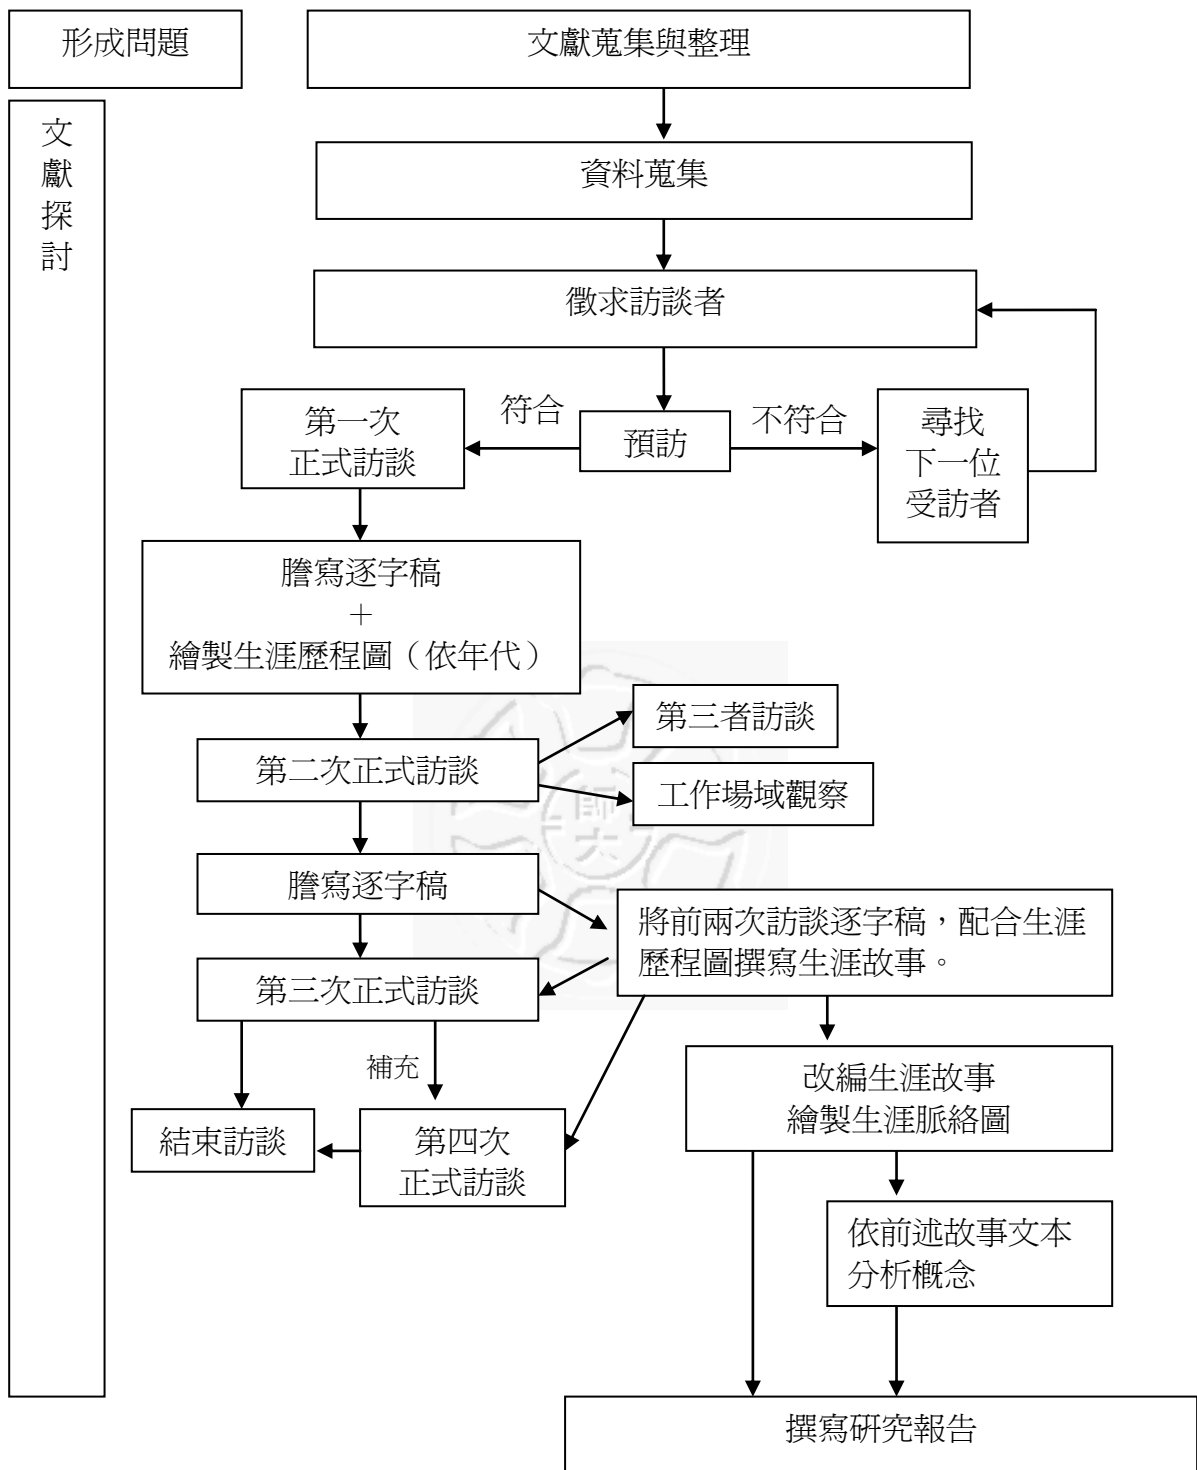 形成問題
文獻蒐集與整理
文
獻
探
討
資料蒐集
徵求訪談者
第一次
正式訪談
符合
預訪
不符合
尋找
下一位
受訪者
謄寫逐字稿
＋
繪製生涯歷程圖（依年代）
第三者訪談
第二次正式訪談
工作場域觀察
師大
謄寫逐字稿
將前兩次訪談逐字稿，配合生涯
歷程圖撰寫生涯故事。
第三次正式訪談
補充
改編生涯故事
繪製生涯脈絡圖
結束訪談
第四次
正式訪談
依前述故事文本
分析概念
撰寫研究報告